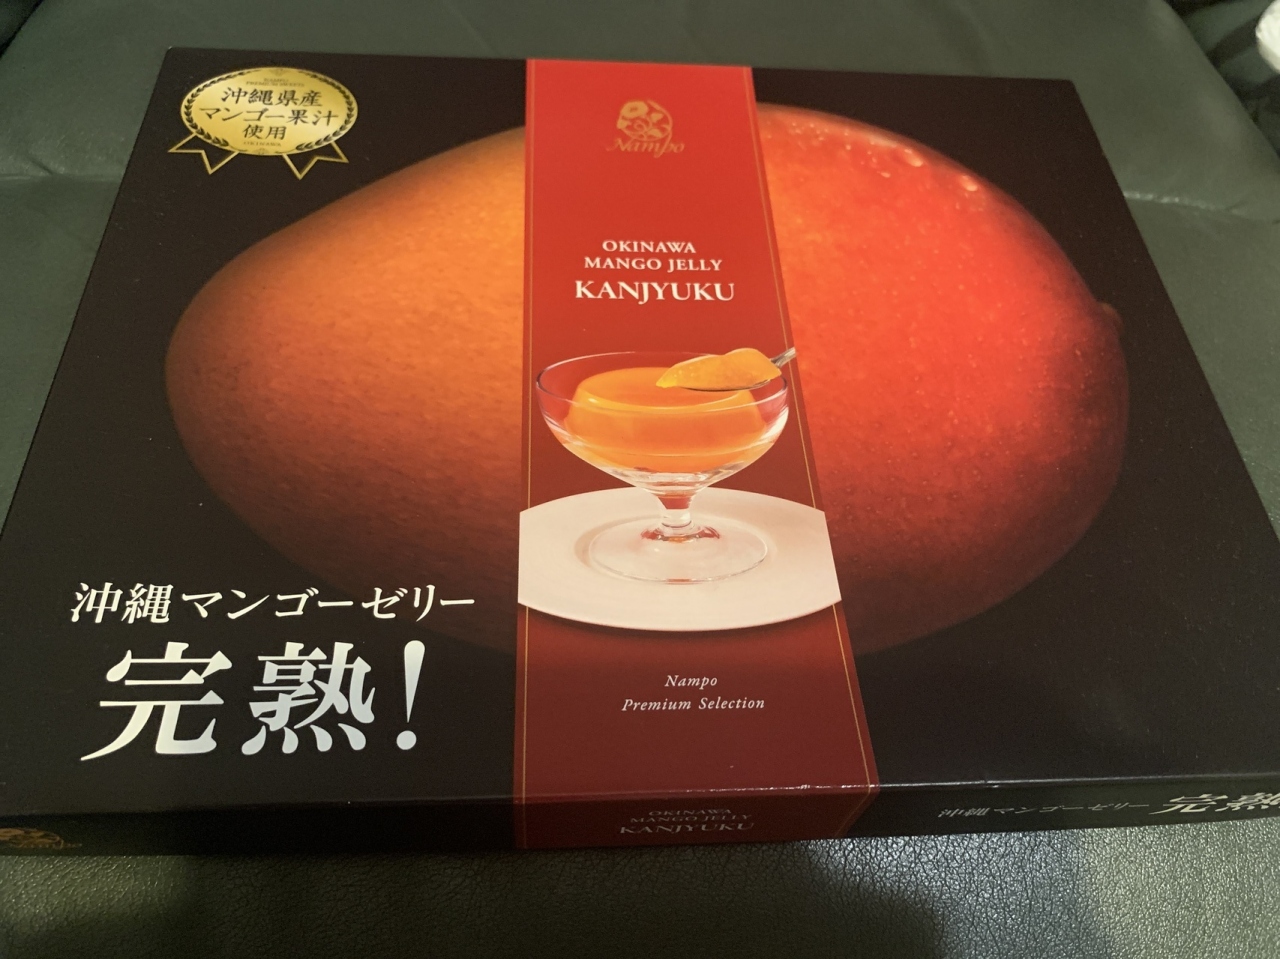 沖縄県産
マンゴー果汁
使用
Nampo
OKINAWA
MANGO JELLY
KANJYUKU
沖縄マンゴーゼリー
完熟!
Nampo
Premium Selection
OKINAWA
MANGO JELLY
KANJYUKU
沖縄マンゴーゼリー 完熟